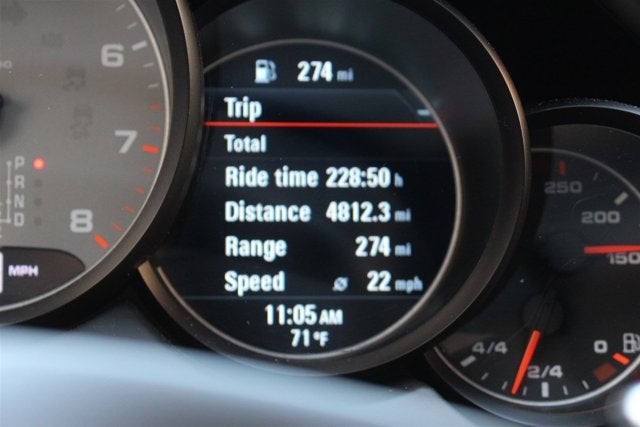 274 mi
Trip
Total
Ride time 228:50 h
Distance 4812.3 mi
Range 274 mi
Speed ø 22 mph
11:05 AM
71°F
6
7
8
P
R
N
D
MPH
250
200
150
4/4
2/4
0